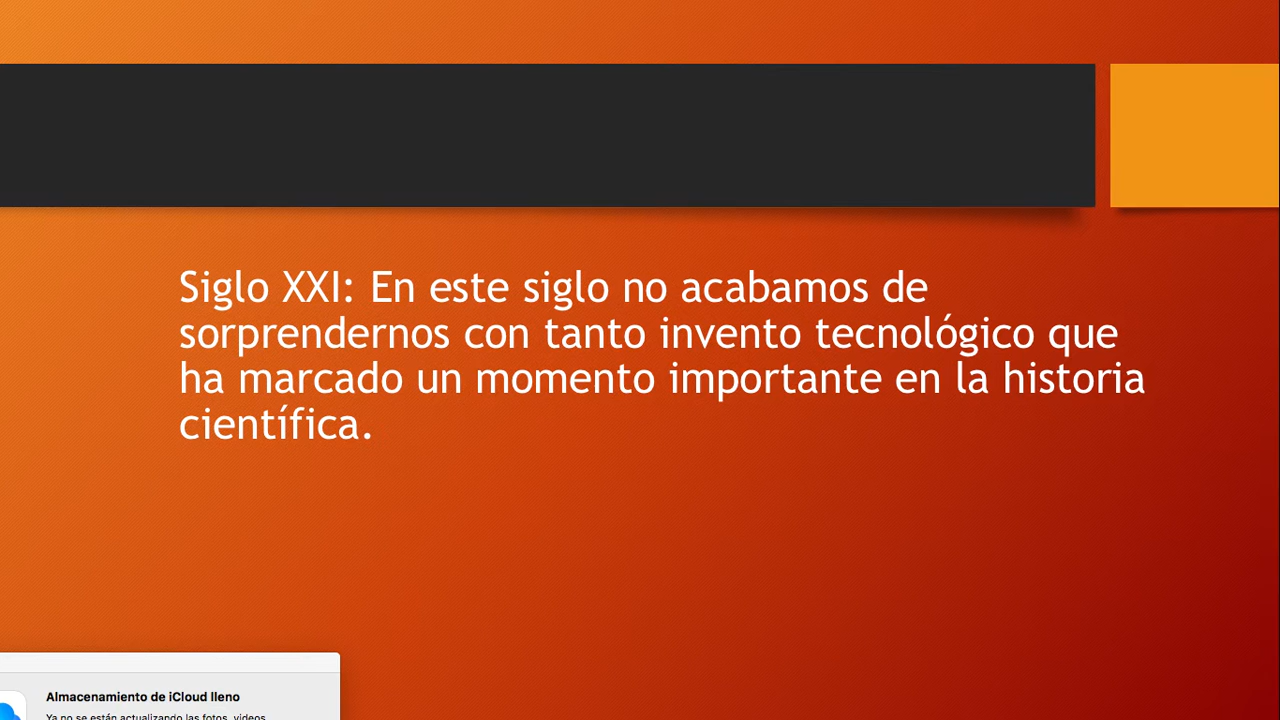 Siglo XXI: En este siglo no acabamos de
sorprendernos con tanto invento tecnológico que
ha marcado un momento importante en la historia
científica.
Almacenamiento de iCloud lleno
Ya no se están actualizando las fotos, videos